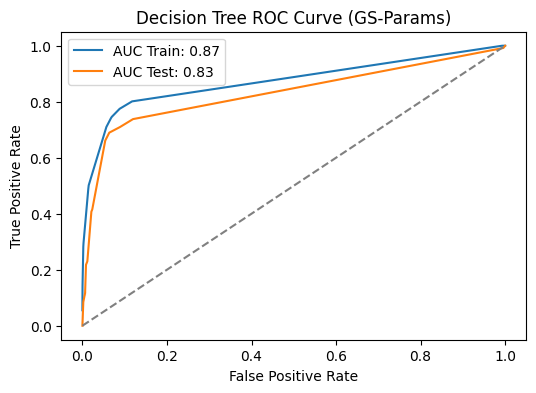 Decision Tree ROC Curve (GS-Params)
AUC Train: 0.87
AUC Test: 0.83
True Positive Rate
1.0
0.8
0.6
0.4
0.2
0.0
0.0 0.2 0.4 0.6 0.8 1.0
False Positive Rate